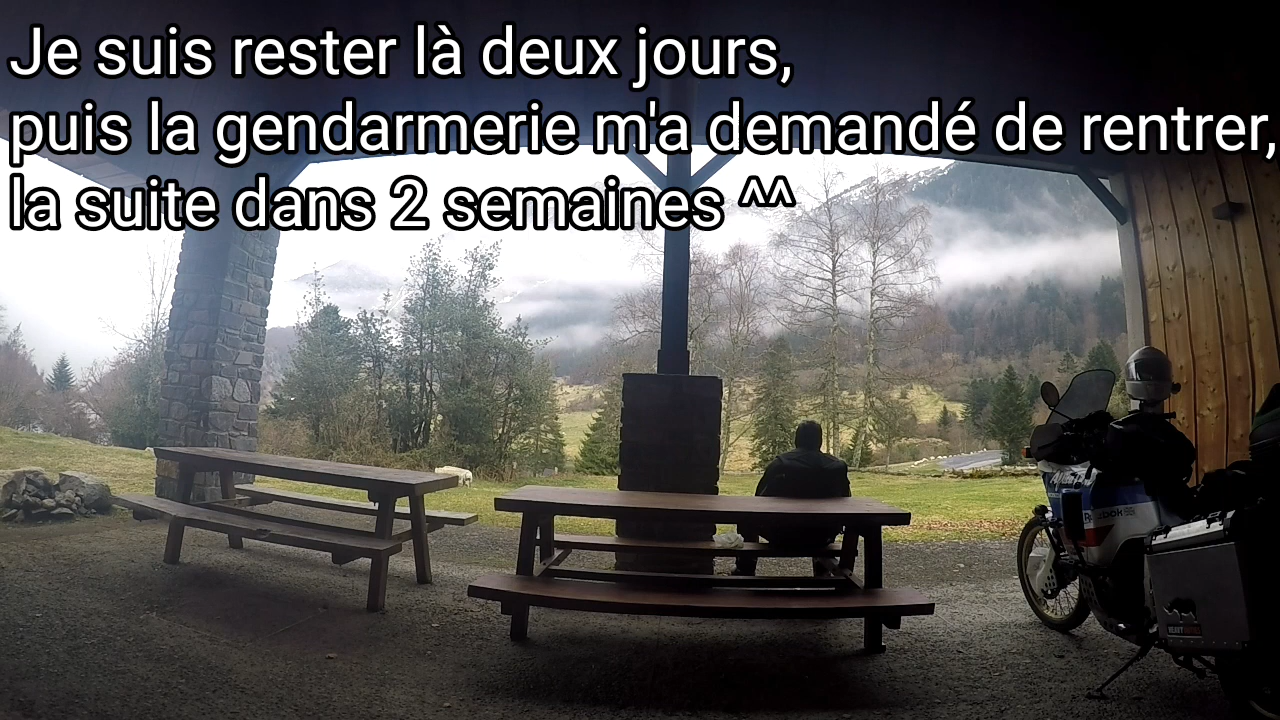 Je suis rester là deux jours,
puis la gendarmerie m'a demandé de rentrer,
la suite dans 2 semaines ^^